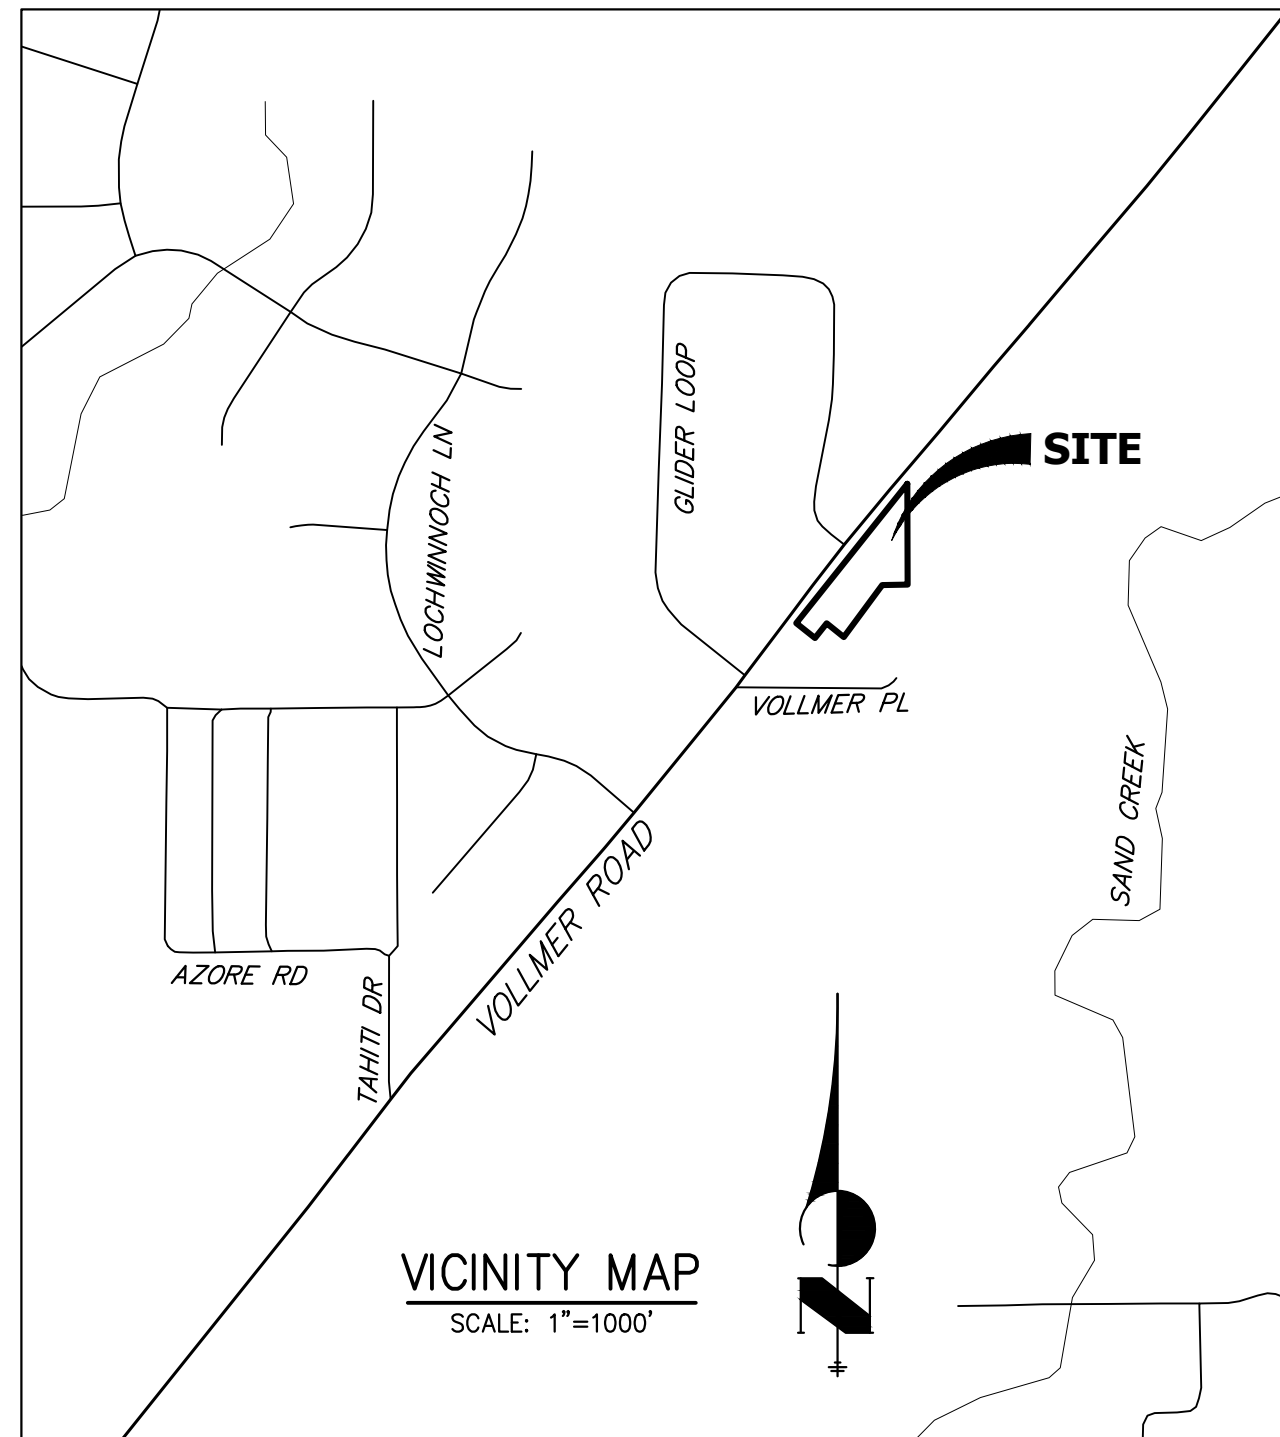 GLIDER LOOP
SITE
LOCHWINNOCH LN
VOLLMER PL
SAND CREEK
VOLLMER ROAD
AZORE RD
TAHITI DR
N
VICINITY MAP
SCALE: 1"=1000'